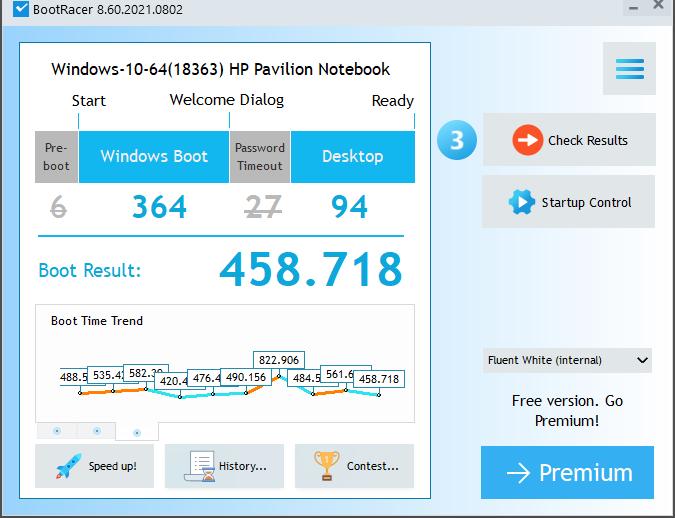 BootRacer 8.60.2021.0802
Windows-10-64(18363) HP Pavilion Notebook
Start
Welcome Dialog
Ready
Pre-
boot
Windows Boot
Password
Timeout
Desktop
6
364
27
94
Boot Result:
458.718
Boot Time Trend
488.5
535.4
582.39
420.4
476.4
490.156
822.906
484.5
561.6
458.718
Speed up!
History...
Contest...
3
Check Results
Startup Control
Fluent White (internal)
Free version. Go
Premium!
Premium